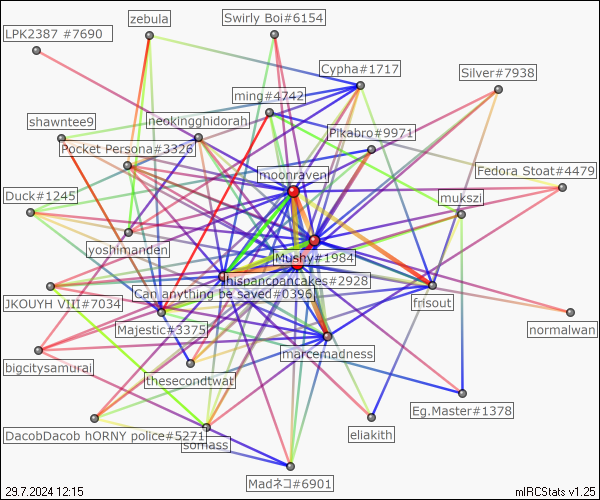 zebula
Swirly Boi#6154
LPK2387 #7690
Cypha#1717
Silver#7938
ming#4742
shawntee9
neokingghidorah
Pikabro#9971
Pocket Persona#3326
moonraven
Fedora Stoat#4479
Duck#1245
mukszi
yoshimanden
Mushy#1984
hispancpancakes#2928
Can anything be saved#0396
JKOUYH VIII#7034
frisout
Majestic#3375
normalwan
marcemadness
bigcitysamurai
thesecondtwat
Eg.Master#1378
DacobDacob hORNY police#5271
eliakith
somass
Madネコ#6901
29.7.2024 12:15
mIRCStats v1.25